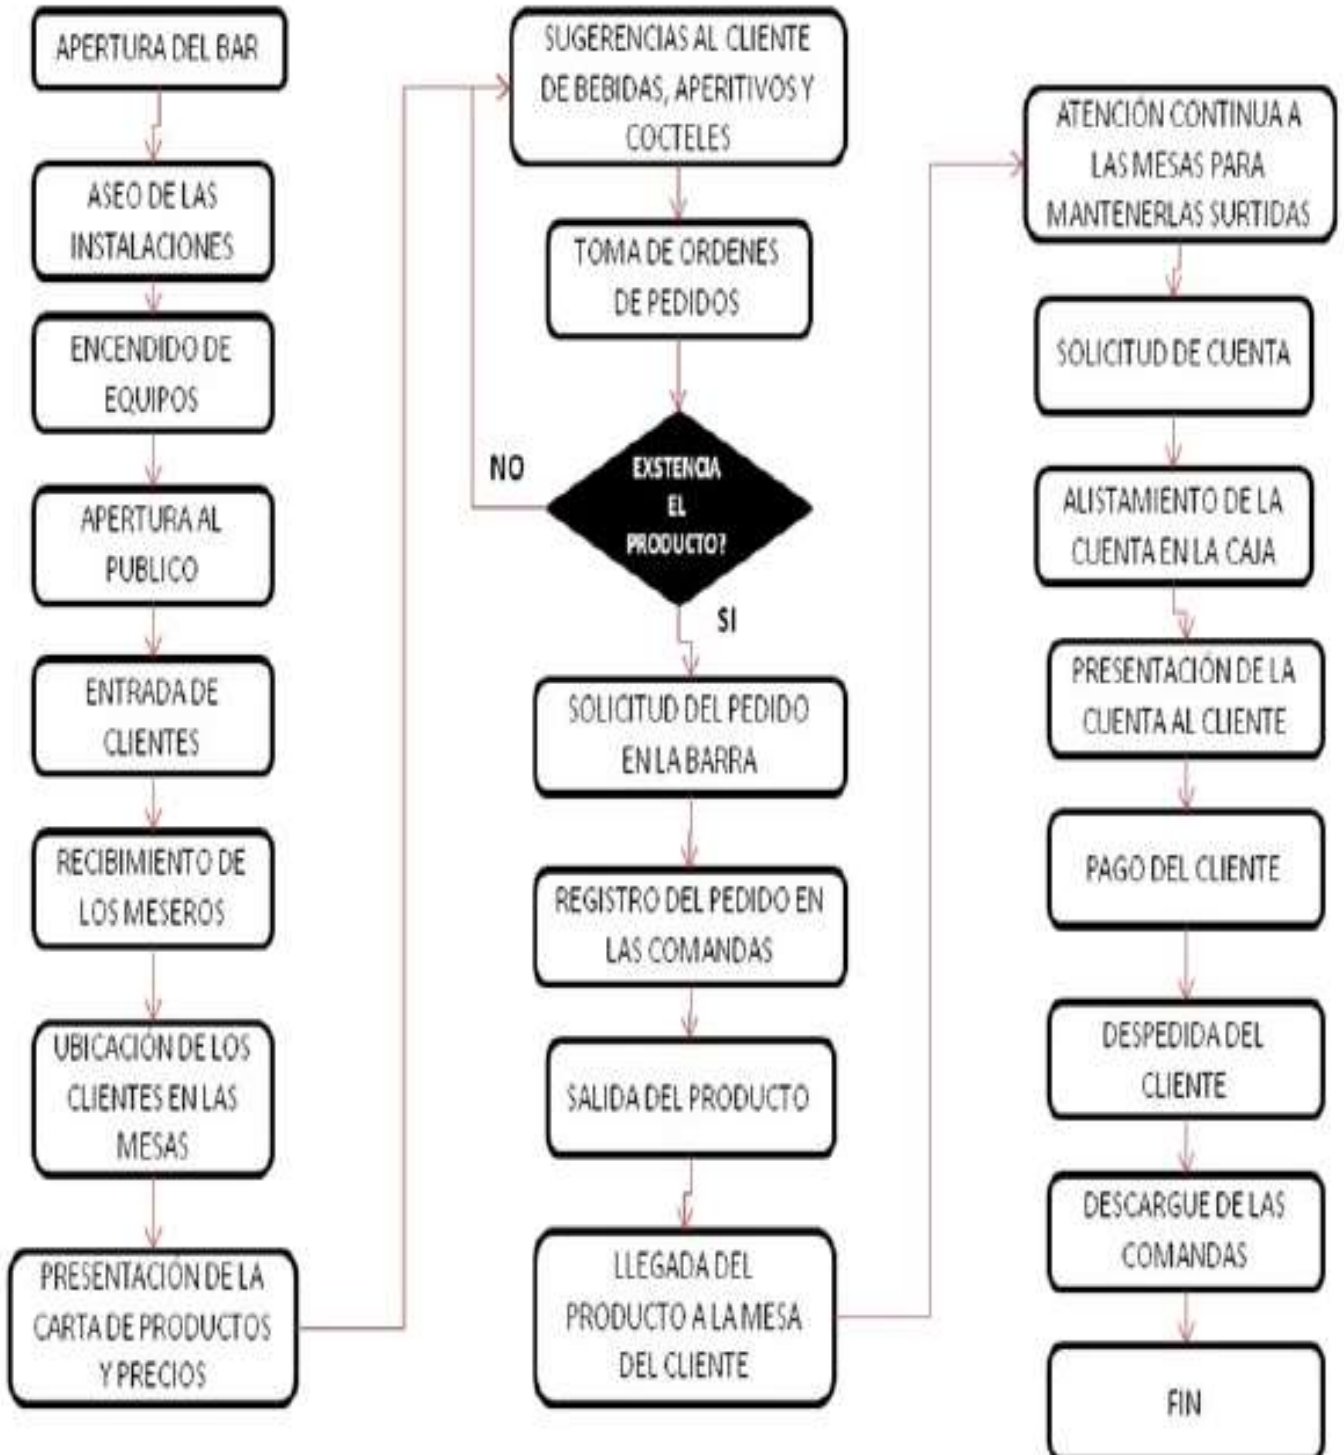 APERTURA DEL BAR
ASEO DE LAS
INSTALACIONES
ENCENDIDO DE
EQUIPOS
APERTURA AL
PUBLICO
ENTRADA DE
CLIENTES
RECIBIMIENTO DE
LOS MESEROS
UBICACIÓN DE LOS
CLIENTES EN LAS
MESAS
PRESENTACIÓN DE LA
CARTA DE PRODUCTOS
Y PRECIOS
SUGERENCIAS AL CLIENTE
DE BEBIDAS, APERITIVOS Y
COCTELES
TOMA DE ORDENES
DE PEDIDOS
EXSTENCIA
EL
PRODUCTO?
NO
SI
SOLICITUD DEL PEDIDO
EN LA BARRA
REGISTRO DEL PEDIDO EN
LAS COMANDAS
SALIDA DEL PRODUCTO
LLEGADA DEL
PRODUCTO A LA MESA
DEL CLIENTE
ATENCIÓN CONTINUA A
LAS MESAS PARA
MANTENERLAS SURTIDAS
SOLICITUD DE CUENTA
ALISTAMIENTO DE LA
CUENTA EN LA CAJA
PRESENTACIÓN DE LA
CUENTA AL CLIENTE
PAGO DEL CLIENTE
DESPEDIDA DEL
CLIENTE
DESCARGUE DE LAS
COMANDAS
FIN